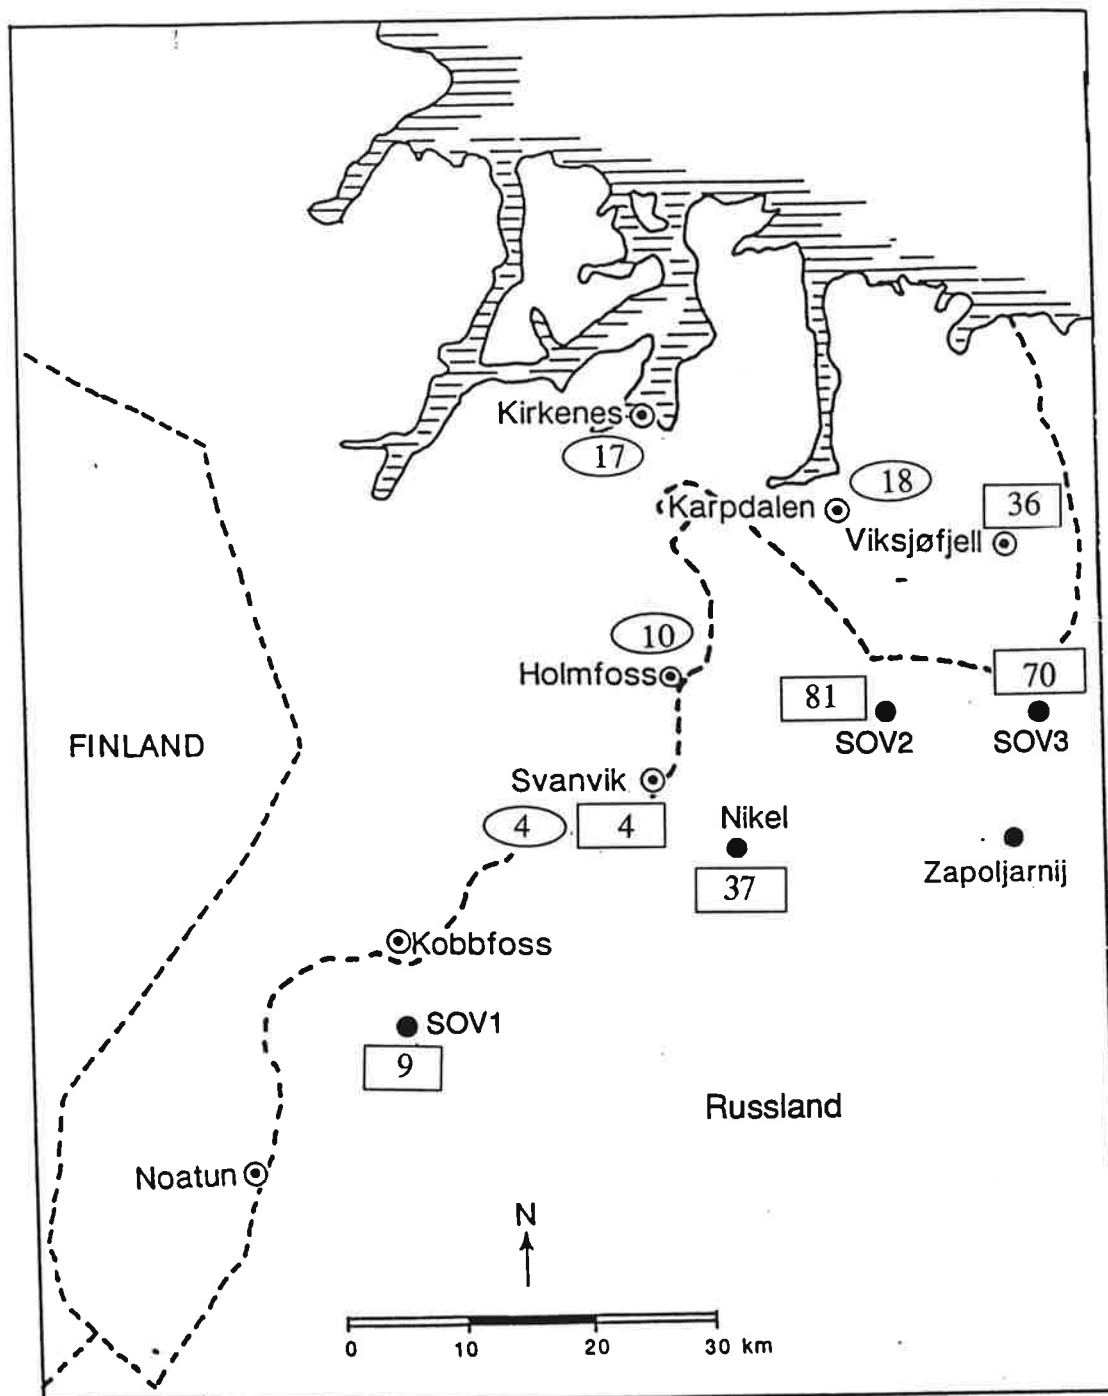 Kirkenes
17
18
Karpdalen
36
Viksjøfjell
10
Holmfoss
70
81
SOV2
SOV3
FINLAND
Svanvik
4
4
Nikel
Zapoljarnij
37
Kobbfoss
SOV1
9
Russland
Noatun
N
0 10 20 30 km